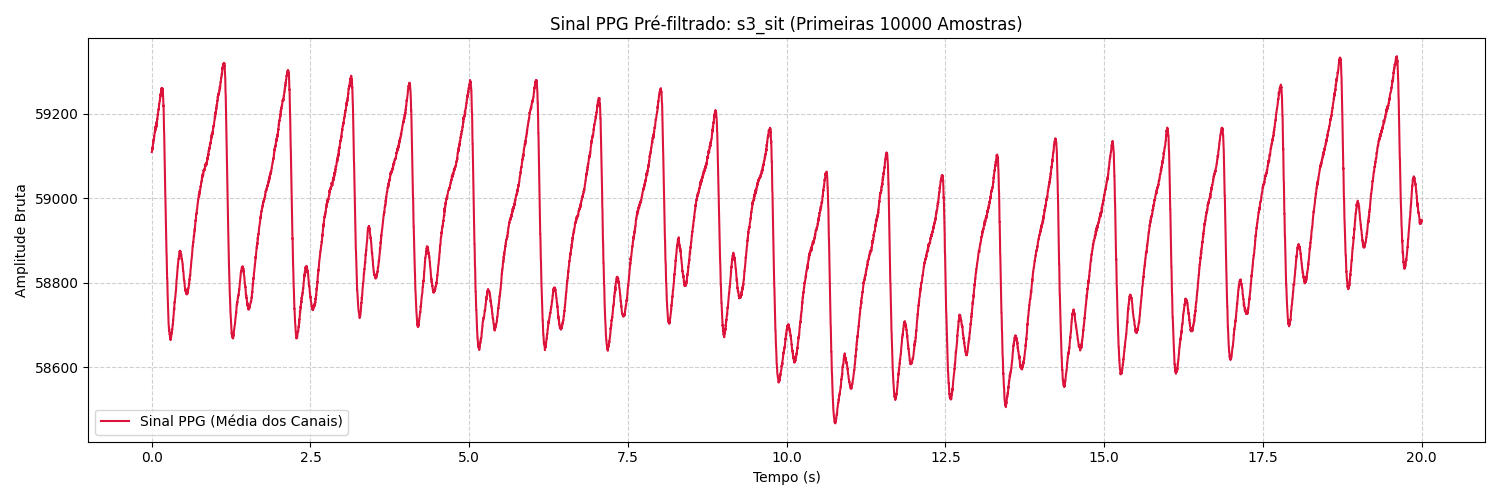 Sinal PPG Pré-filtrado: s3_sit (Primeiras 10000 Amostras)
Amplitude Bruta
59200
59000
58800
58600
Sinal PPG (Média dos Canais)
0.0 2.5 5.0 7.5 10.0 12.5 15.0 17.5 20.0
Tempo (s)